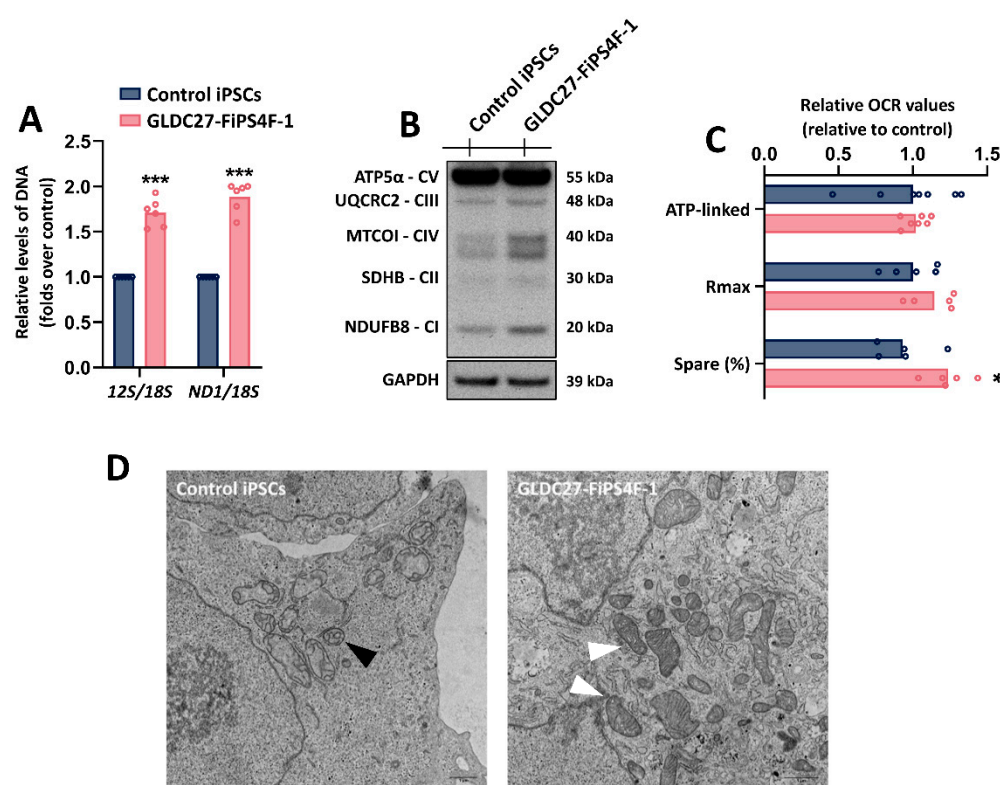 A
Control iPSCs
GLDC27-FiPS4F-1
Relative levels of DNA
(folds over control)
2.5
2.0
1.5
1.0
0.5
0.0
***
***
12S/18S
ND1/18S
B
Control iPSCs
GLDC27-FiPS4F-1
ATP5α - CV 55 kDa
UQCRC2 - CIII 48 kDa
MTCOI - CIV 40 kDa
SDHB - CII 30 kDa
NDUFB8 - CI 20 kDa
GAPDH 39 kDa
C
Relative OCR values
(relative to control)
0.0 0.5 1.0 1.5
ATP-linked
Rmax
Spare (%)
*
D
Control iPSCs
GLDC27-FiPS4F-1